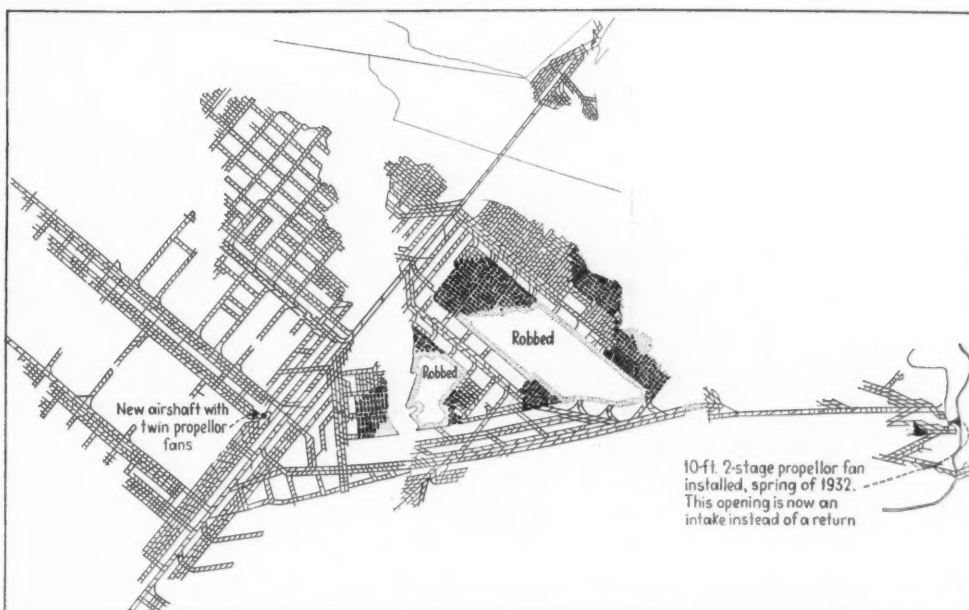 Robbed
Robbed
New airshaft with
twin propellor
fans
10-ft. 2-stage propellor fan
installed, spring of 1932.
This opening is now an
intake instead of a return